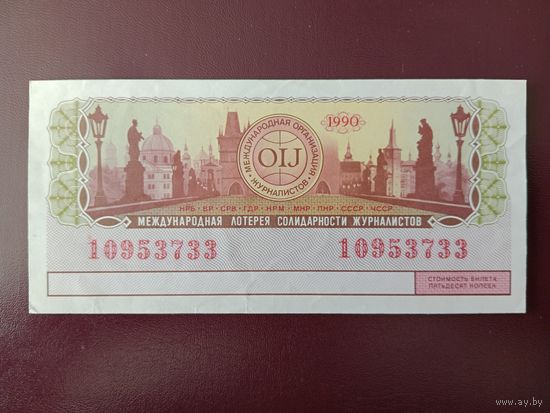 МЕЖДУНАРОДНАЯ ОРГАНИЗАЦИЯ
OIJ
ЖУРНАЛИСТОВ
1990
НРБ · ВР · СРВ · ГДР · НРМ · МНР · ПНР · СССР · ЧССР
МЕЖДУНАРОДНАЯ ЛОТЕРЕЯ СОЛИДАРНОСТИ ЖУРНАЛИСТОВ
10953733 10953733
СТОИМОСТЬ БИЛЕТА
ПЯТЬДЕСЯТ КОПЕЕК
www.ay.by